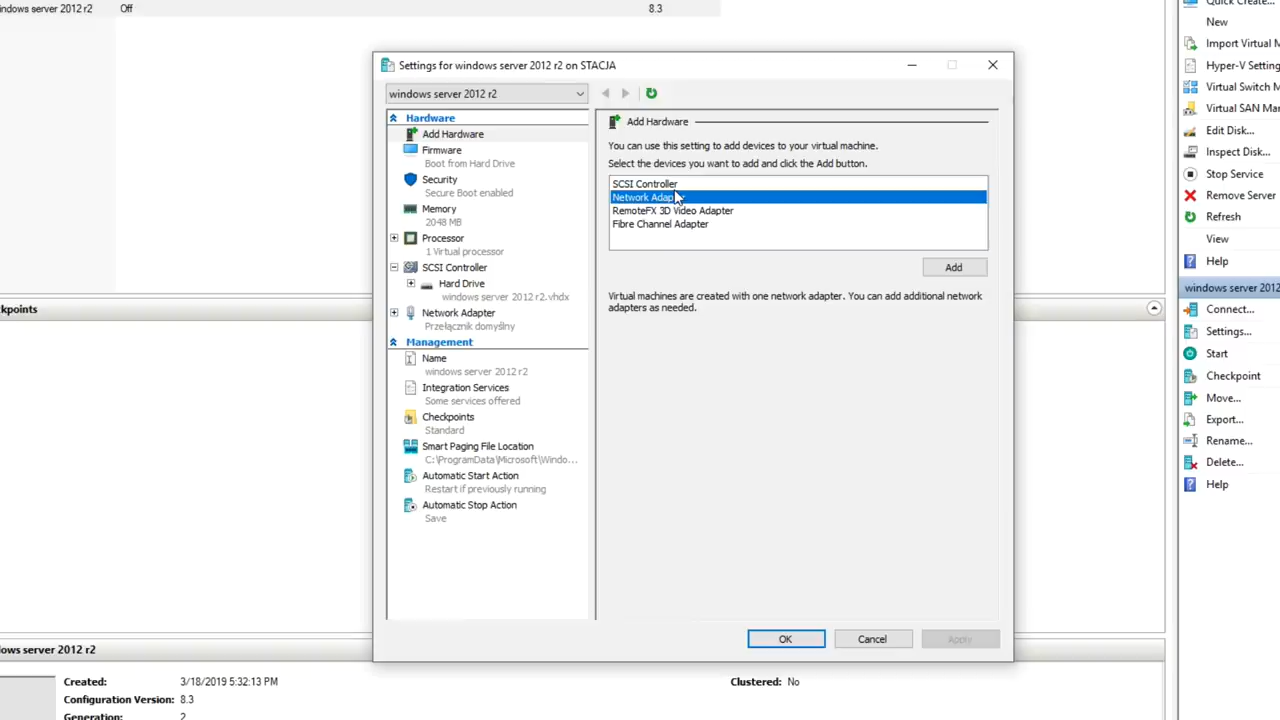 indows server 2012 r2 Off 8.3
Settings for windows server 2012 r2 on STACJA
windows server 2012 r2
Hardware
Add Hardware
Firmware
Boot from Hard Drive
Security
Secure Boot enabled
Memory
2048 MB
Processor
1 Virtual processor
SCSI Controller
Hard Drive
windows server 2012 r2.vhdx
Network Adapter
Przełącznik domyślny
Management
Name
windows server 2012 r2
Integration Services
Some services offered
Checkpoints
Standard
Smart Paging File Location
C:\ProgramData\Microsoft\Windo...
Automatic Start Action
Restart if previously running
Automatic Stop Action
Save
Add Hardware
You can use this setting to add devices to your virtual machine.
Select the devices you want to add and click the Add button.
SCSI Controller
Network Adap
RemoteFX 3D Video Adapter
Fibre Channel Adapter
Add
Virtual machines are created with one network adapter. You can add additional network
adapters as needed.
OK
Cancel
Apply
kpoints
ows server 2012 r2
Created: 3/18/2019 5:32:13 PM
Configuration Version: 8.3
Generation: 2
Clustered: No
Quick Create...
New
Import Virtual M
Hyper-V Setting
Virtual Switch M
Virtual SAN Mar
Edit Disk...
Inspect Disk...
Stop Service
Remove Server
Refresh
View
Help
windows server 2012
Connect...
Settings...
Start
Checkpoint
Move...
Export...
Rename...
Delete...
Help